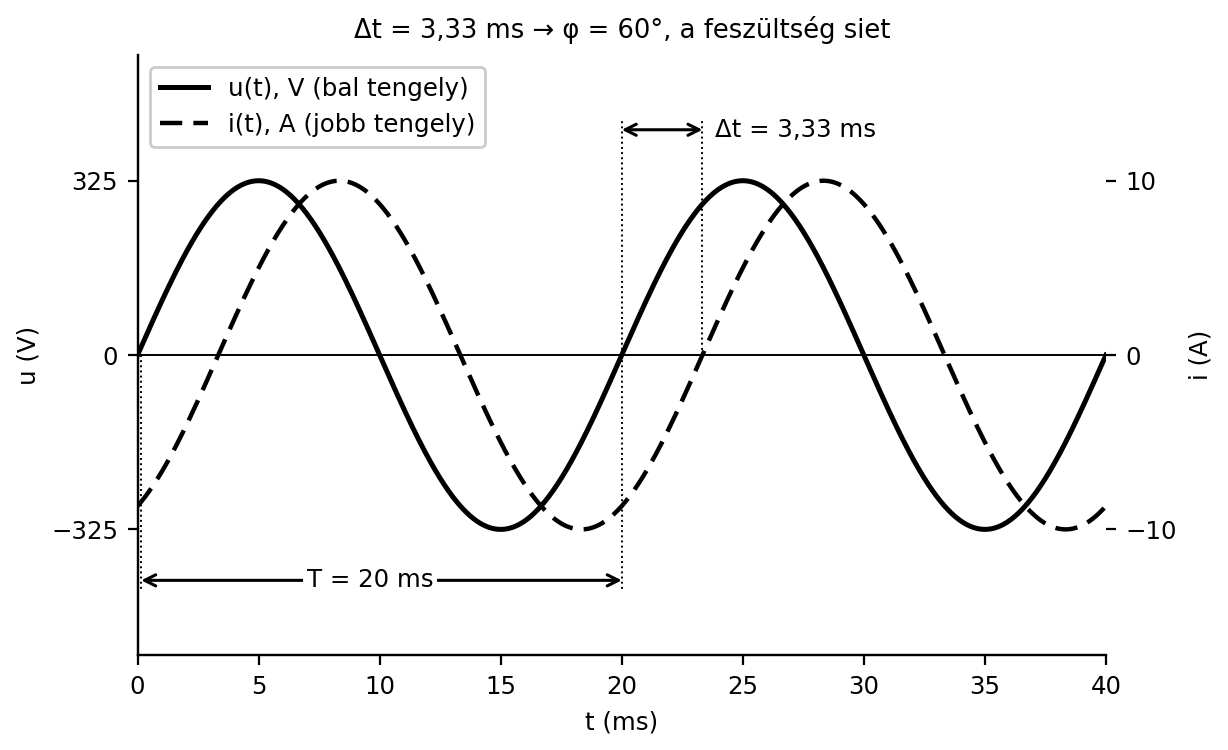 Δt = 3,33 ms → φ = 60°, a feszültség siet
u(t), V (bal tengely)
i(t), A (jobb tengely)
Δt = 3,33 ms
325
0
−325
u (V)
10
0
−10
i (A)
T = 20 ms
0 5 10 15 20 25 30 35 40
t (ms)